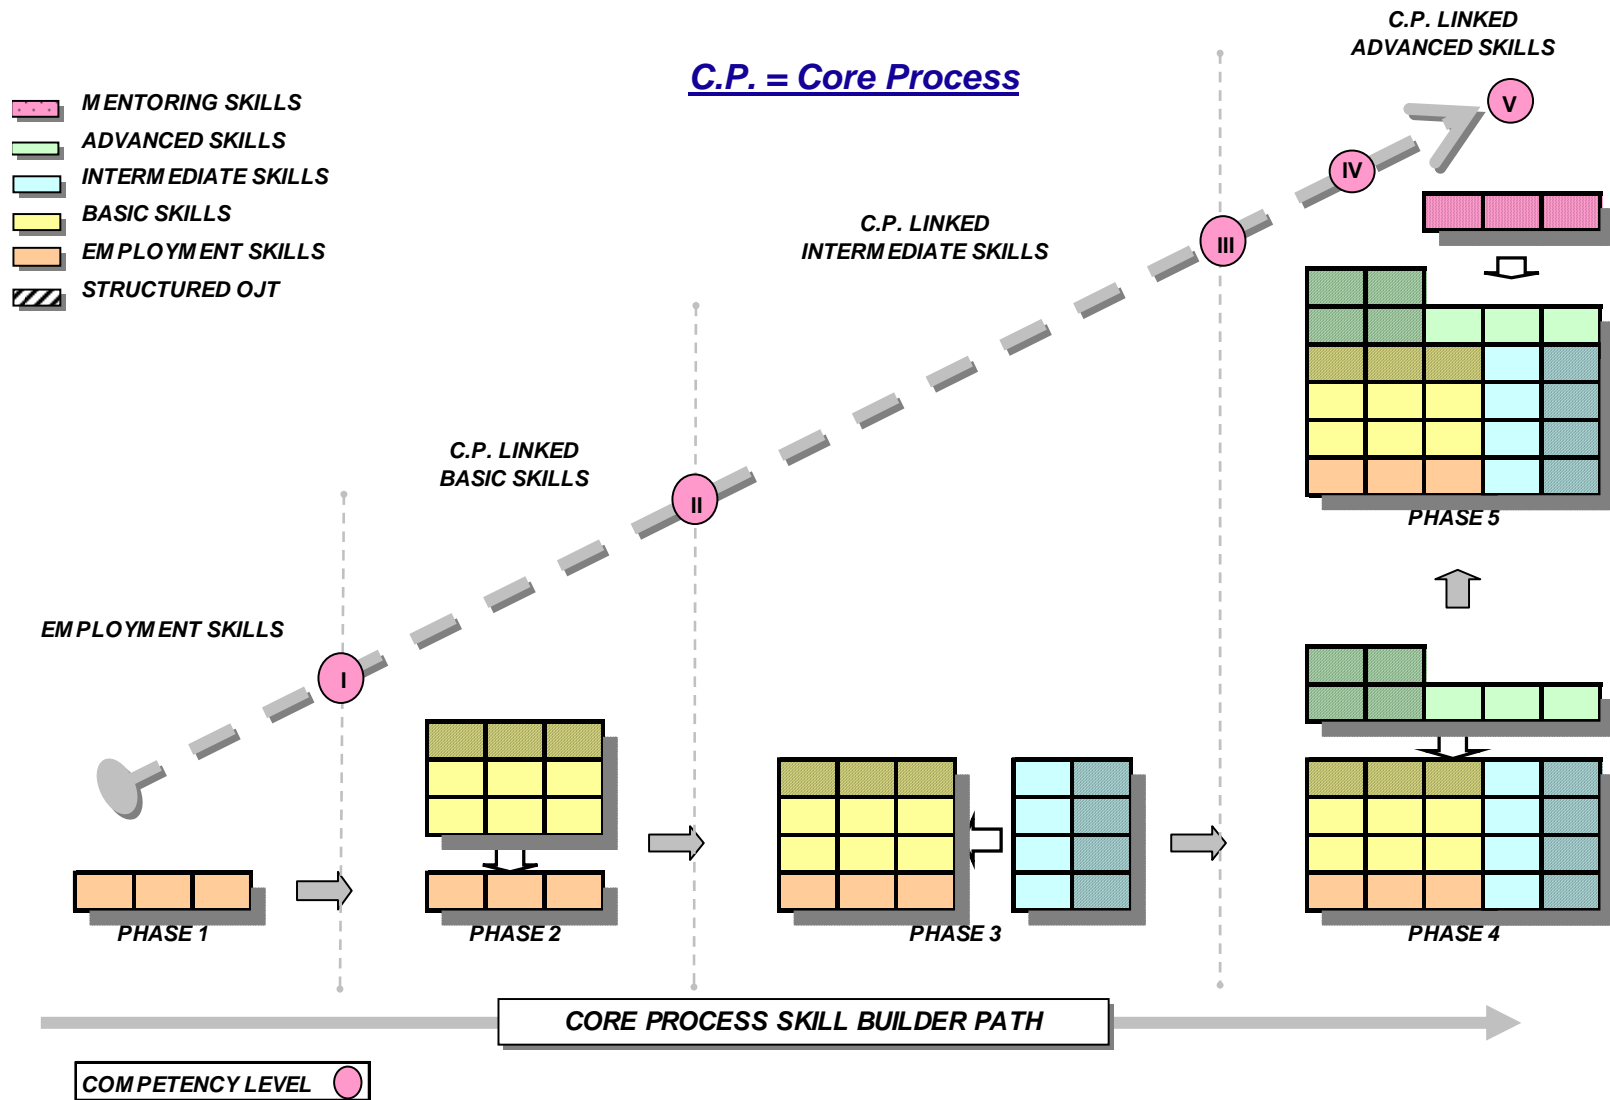 C.P. LINKED
ADVANCED SKILLS
C.P. = Core Process
MENTORING SKILLS
ADVANCED SKILLS
INTERMEDIATE SKILLS
BASIC SKILLS
EMPLOYMENT SKILLS
STRUCTURED OJT
V
IV
C.P. LINKED
INTERMEDIATE SKILLS
III
C.P. LINKED
BASIC SKILLS
II
PHASE 5
EMPLOYMENT SKILLS
I
PHASE 1
PHASE 2
PHASE 3
PHASE 4
CORE PROCESS SKILL BUILDER PATH
COMPETENCY LEVEL